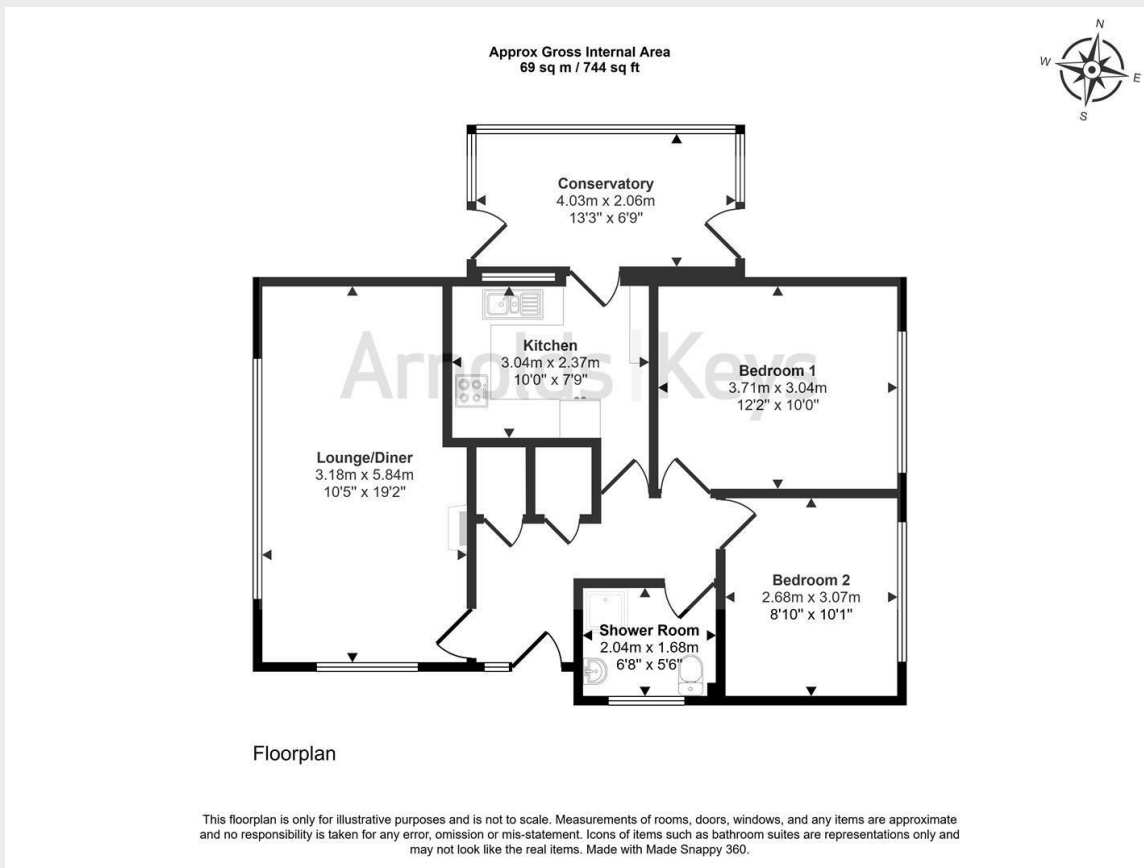 N
W
E
S
Approx Gross Internal Area
69 sq m / 744 sq ft
Conservatory
4.03m x 2.06m
13'3" x 6'9"
Arnolds | Keys
Kitchen
3.04m x 2.37m
10'0" x 7'9"
Bedroom 1
3.71m x 3.04m
12'2" x 10'0"
Lounge/Diner
3.18m x 5.84m
10'5" x 19'2"
Bedroom 2
2.68m x 3.07m
8'10" x 10'1"
Shower Room
2.04m x 1.68m
6'8" x 5'6"
Floorplan
This floorplan is only for illustrative purposes and is not to scale. Measurements of rooms, doors, windows, and any items are approximate
and no responsibility is taken for any error, omission or mis-statement. Icons of items such as bathroom suites are representations only and
may not look like the real items. Made with Made Snappy 360.